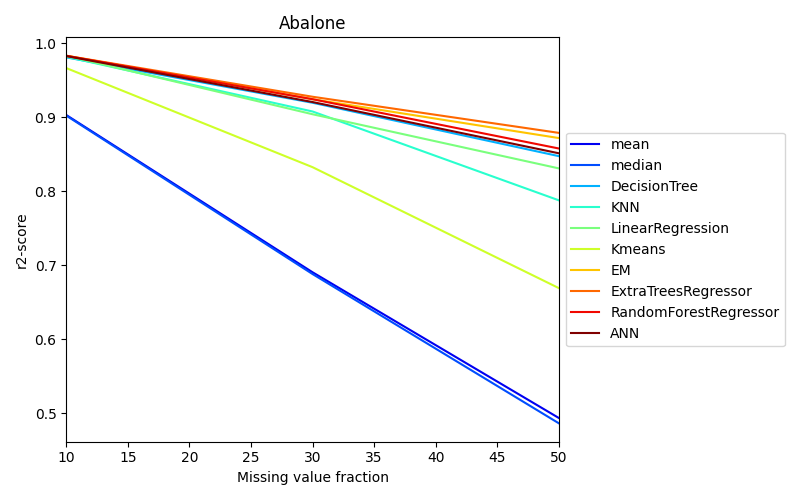 Abalone
r2-score
1.0
0.9
0.8
0.7
0.6
0.5
10 15 20 25 30 35 40 45 50
Missing value fraction
mean
median
DecisionTree
KNN
LinearRegression
Kmeans
EM
ExtraTreesRegressor
RandomForestRegressor
ANN